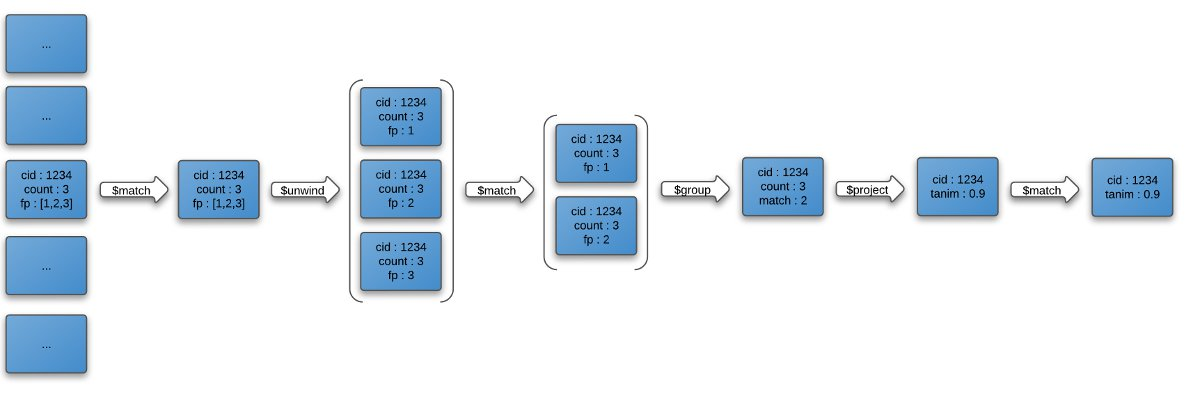 ...
...
cid : 1234
count : 3
fp : [1,2,3]
...
...
$match
cid : 1234
count : 3
fp : [1,2,3]
$unwind
cid : 1234
count : 3
fp : 1
cid : 1234
count : 3
fp : 2
cid : 1234
count : 3
fp : 3
$match
cid : 1234
count : 3
fp : 1
cid : 1234
count : 3
fp : 2
$group
cid : 1234
count : 3
match : 2
$project
cid : 1234
tanim : 0.9
$match
cid : 1234
tanim : 0.9